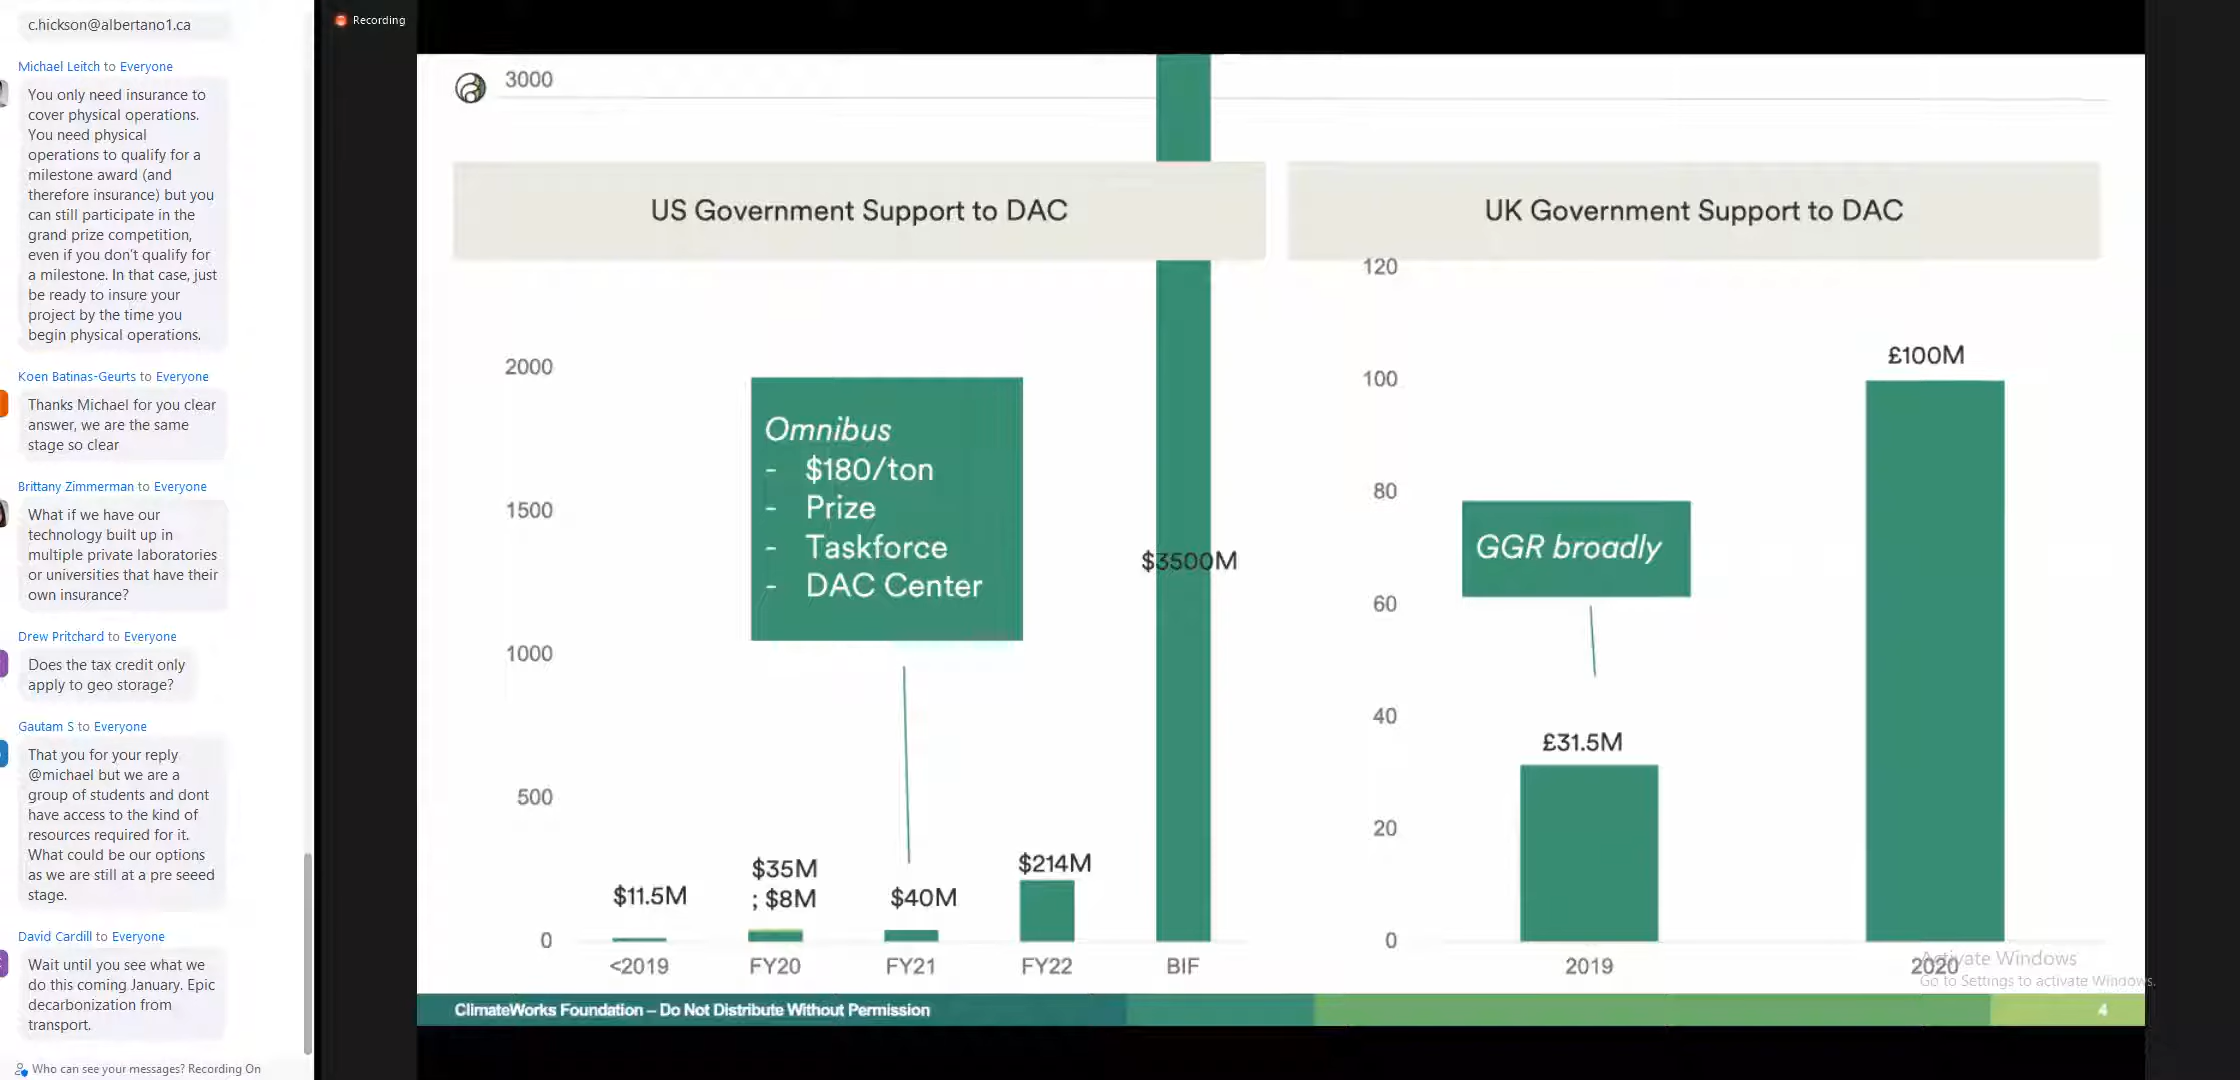 c.hickson@albertano1.ca
Michael Leitch to Everyone
You only need insurance to
cover physical operations.
You need physical
operations to qualify for a
milestone award (and
therefore insurance) but you
can still participate in the
grand prize competition,
even if you don't qualify for
a milestone. In that case, just
be ready to insure your
project by the time you
begin physical operations.
Koen Batinas-Geurts to Everyone
Thanks Michael for you clear
answer, we are the same
stage so clear
Brittany Zimmerman to Everyone
What if we have our
technology built up in
multiple private laboratories
or universities that have their
own insurance?
Drew Pritchard to Everyone
Does the tax credit only
apply to geo storage?
Gautam S to Everyone
That you for your reply
@michael but we are a
group of students and dont
have access to the kind of
resources required for it.
What could be our options
as we are still at a pre seeed
stage.
David Cardill to Everyone
Wait until you see what we
do this coming January. Epic
decarbonization from
transport.
Who can see your messages? Recording On
Recording
3000
US Government Support to DAC
2000
1500
1000
500
0
Omnibus
- $180/ton
- Prize
- Taskforce
- DAC Center
$3500M
$11.5M
$35M
; $8M
$40M
$214M
<2019
FY20
FY21
FY22
BIF
UK Government Support to DAC
120
100
80
60
40
20
0
GGR broadly
£31.5M
£100M
2019
2020
Activate Windows
Go to Settings to activate Windows.
ClimateWorks Foundation – Do Not Distribute Without Permission
4